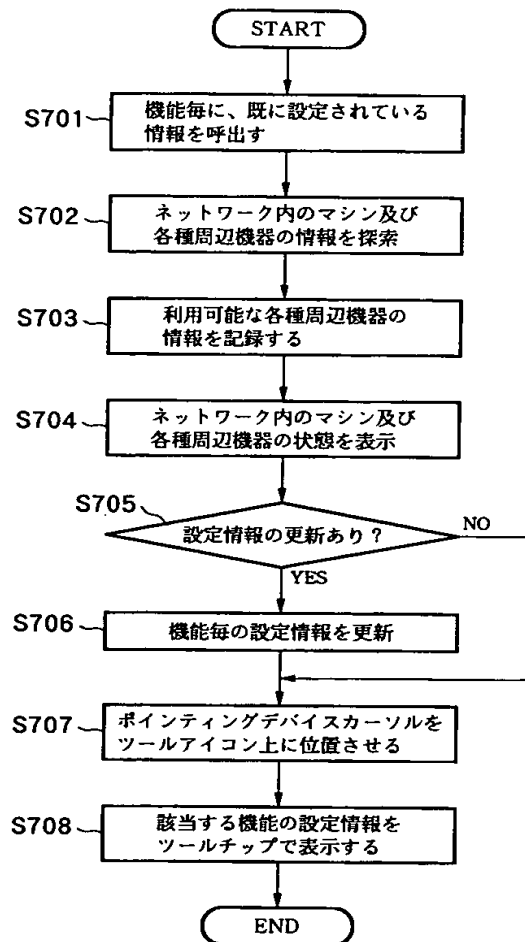 START
S701
機能毎に、既に設定されている
情報を呼出す
S702
ネットワーク内のマシン及び
各種周辺機器の情報を探索
S703
利用可能な各種周辺機器の
情報を記録する
S704
ネットワーク内のマシン及び
各種周辺機器の状態を表示
S705
設定情報の更新あり?
NO
YES
S706
機能毎の設定情報を更新
S707
ポインティングデバイスカーソルを
ツールアイコン上に位置させる
S708
該当する機能の設定情報を
ツールチップで表示する
END